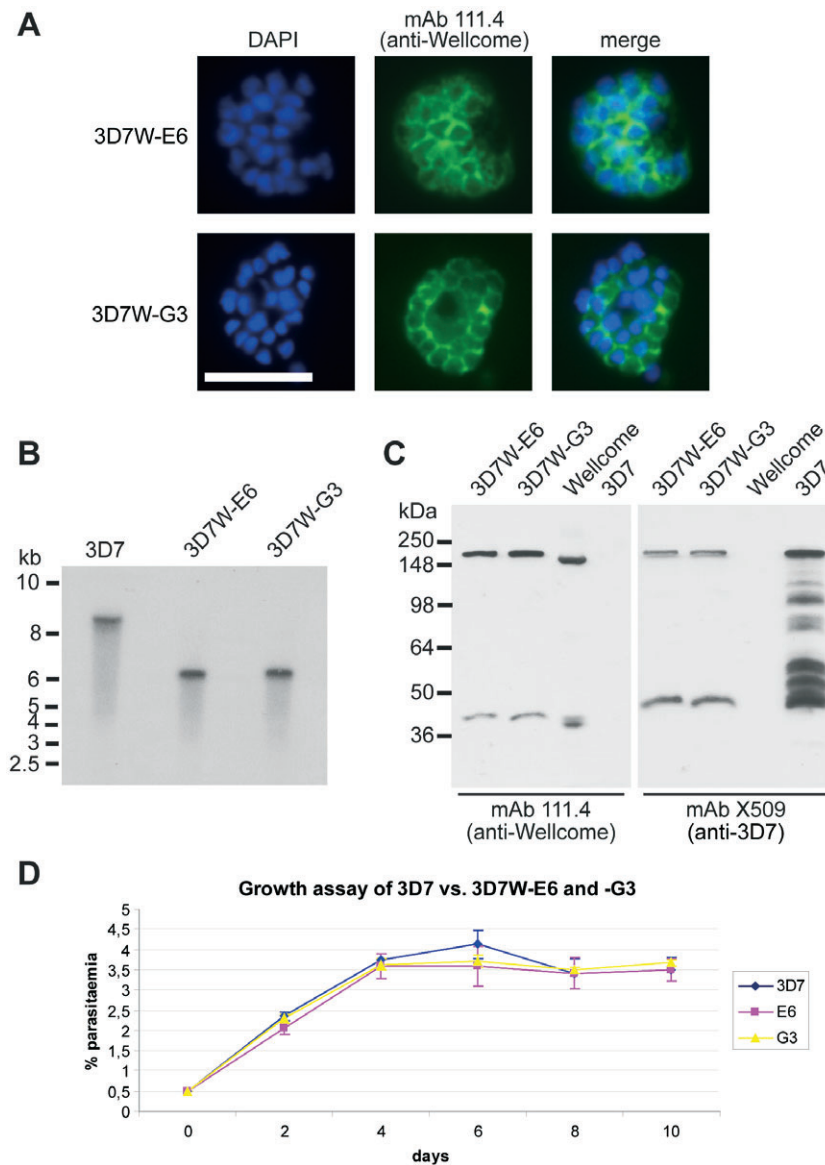 A
DAPI
mAb 111.4
(anti-Wellcome)
merge
3D7W-E6
3D7W-G3
B
3D7
3D7W-E6
3D7W-G3
kb
10
8
6
5
4
3
2.5
C
3D7W-E6
3D7W-G3
Wellcome
3D7
3D7W-E6
3D7W-G3
Wellcome
3D7
kDa
250
148
98
64
50
36
mAb 111.4
(anti-Wellcome)
mAb X509
(anti-3D7)
D
Growth assay of 3D7 vs. 3D7W-E6 and -G3
% parasitaemia
5
4,5
4
3,5
3
2,5
2
1,5
1
0,5
0
0 2 4 6 8 10
days
3D7
E6
G3